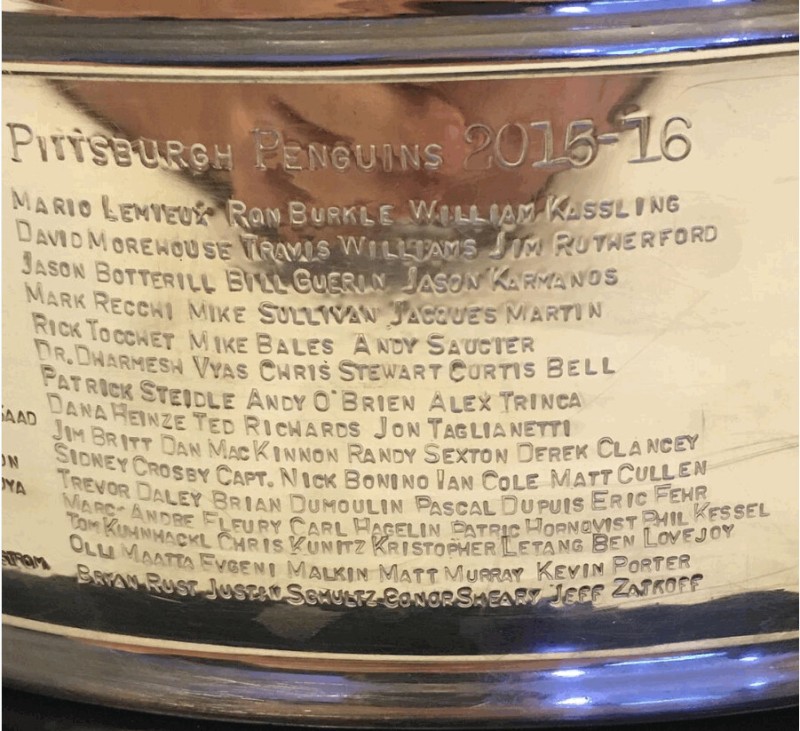 PITTSBURGH PENGUINS 2015-16
MARIO LEMIEUX RON BURKLE WILLIAM KASSLING
DAVID MOREHOUSE TRAVIS WILLIAMS JIM RUTHERFORD
JASON BOTTERILL BILL GUERIN JASON KARMANOS
MARK RECCHI MIKE SULLIVAN JACQUES MARTIN
RICK TOCCHET MIKE BALES ANDY SAUCIER
DR. DHARMESH VYAS CHRIS STEWART CURTIS BELL
PATRICK STEIDLE ANDY O'BRIEN ALEX TRINCA
SAAD DANA HEINZE TED RICHARDS JON TAGLIANETTI
JIM BRITT DAN MACKINNON RANDY SEXTON DEREK CLANCEY
ON SIDNEY CROSBY CAPT. NICK BONINO IAN COLE MATT CULLEN
OYA TREVOR DALEY BRIAN DUMOULIN PASCAL DUPUIS ERIC FEHR
MARC-ANDRE FLEURY CARL HAGELIN PATRIC HORNQVIST PHIL KESSEL
TOM KUHNHACKL CHRIS KUNITZ KRISTOPHER LETANG BEN LOVEJOY
STROM OLLI MAATTA EVGENI MALKIN MATT MURRAY KEVIN PORTER
BRYAN RUST JUSTIN SCHULTZ CONOR SHEARY JEFF ZATKOFF